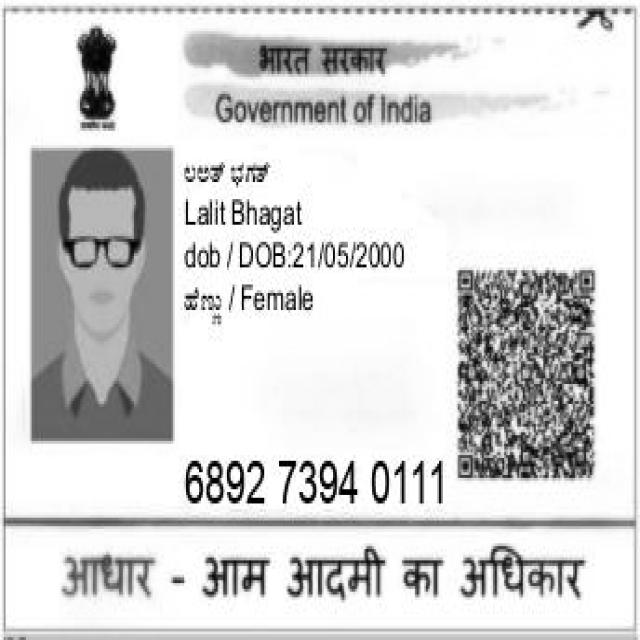 भारत सरकार
Government of India
ಲಲಿತ್ ಭಗತ್
Lalit Bhagat
dob / DOB:21/05/2000
ಹೆಣ್ಣು / Female
6892 7394 0111
आधार - आम आदमी का अधिकार